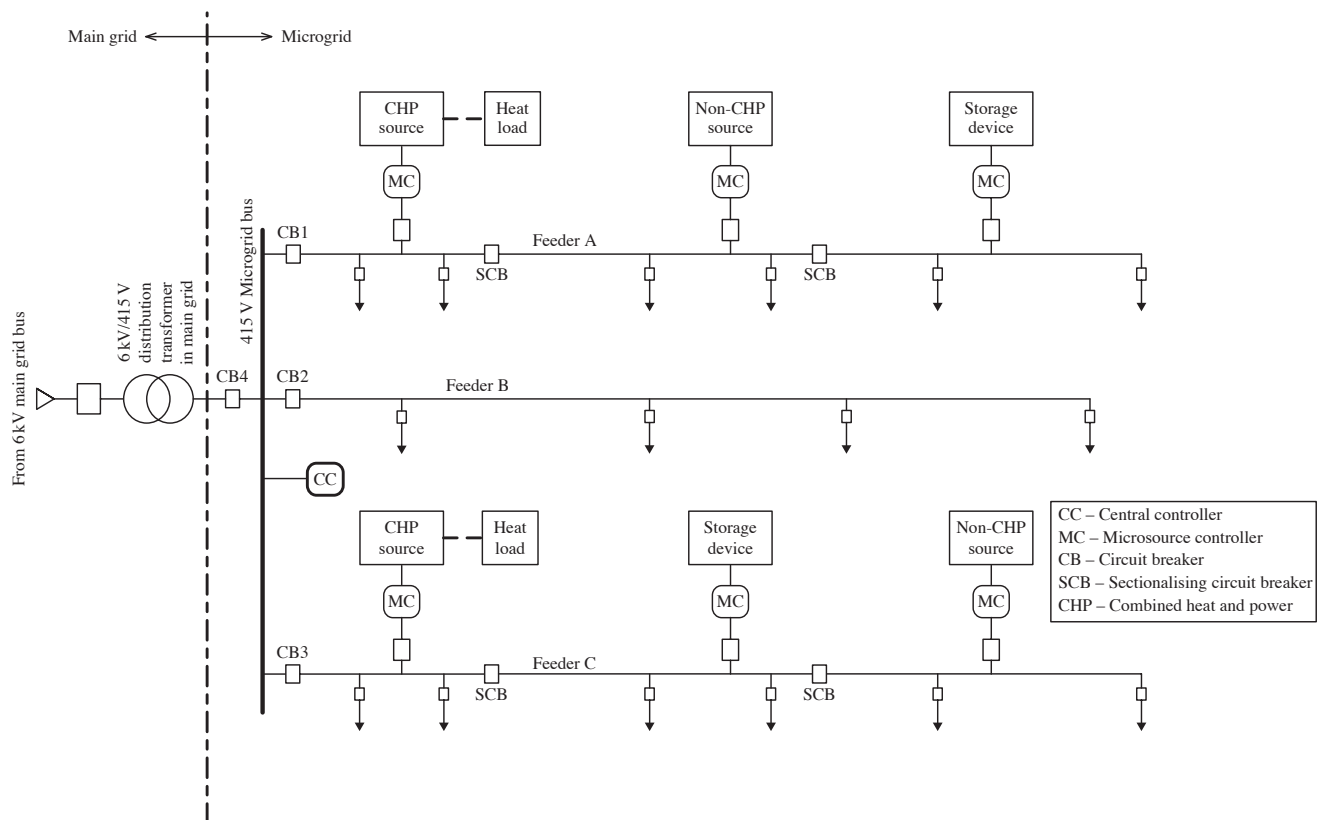 Main grid
Microgrid
CHP
source
Heat
load
Non-CHP
source
Storage
device
MC
MC
MC
CB1
Feeder A
SCB
SCB
415 V Microgrid bus
6 kV/415 V
distribution
transformer
in main grid
From 6 kV main grid bus
CB4
CB2
Feeder B
CC
CHP
source
Heat
load
Storage
device
Non-CHP
source
CC – Central controller
MC – Microsource controller
CB – Circuit breaker
SCB – Sectionalising circuit breaker
CHP – Combined heat and power
MC
MC
MC
CB3
Feeder C
SCB
SCB